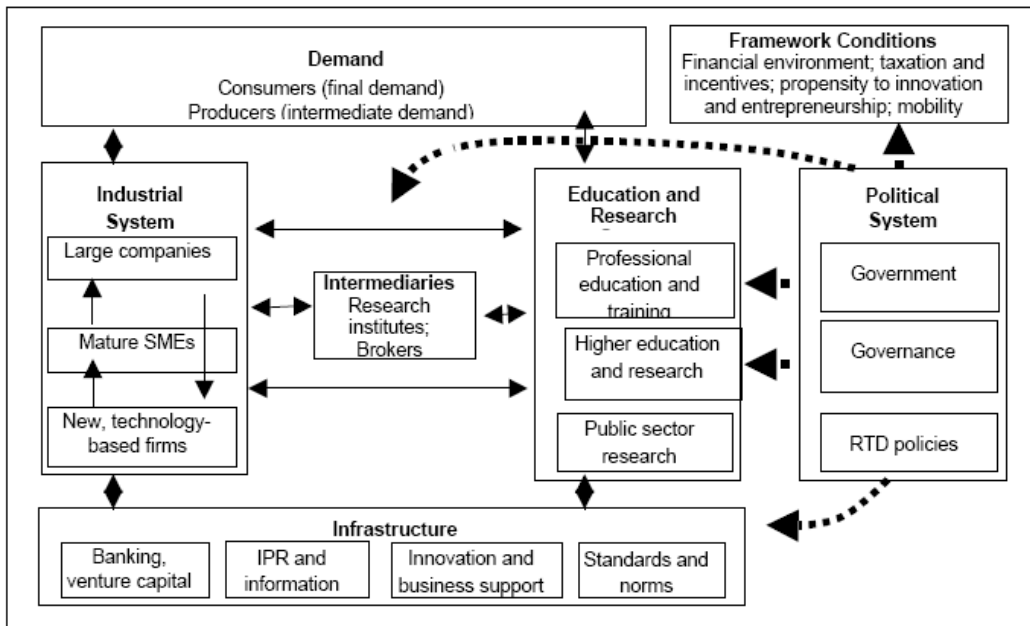 Demand
Consumers (final demand)
Producers (intermediate demand)
Framework Conditions
Financial environment; taxation and
incentives; propensity to innovation
and entrepreneurship; mobility
Industrial
System
Large companies
Mature SMEs
New, technology-
based firms
Intermediaries
Research
institutes;
Brokers
Education and
Research
Professional
education and
training
Higher education
and research
Public sector
research
Political
System
Government
Governance
RTD policies
Infrastructure
Banking,
venture capital
IPR and
information
Innovation and
business support
Standards and
norms